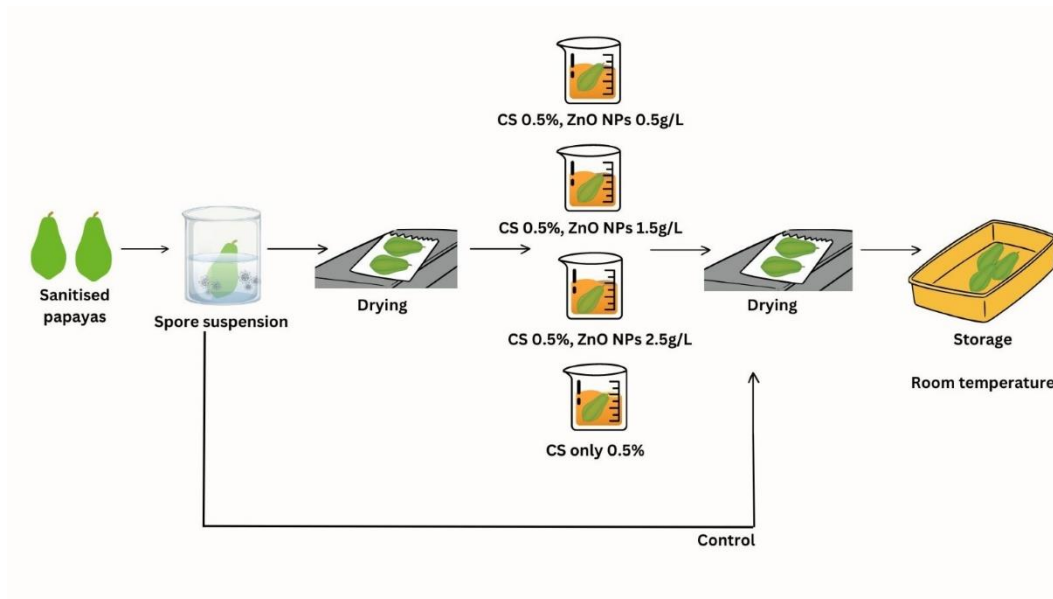 Sanitised
papayas
Spore suspension
Drying
CS 0.5%, ZnO NPs 0.5g/L
CS 0.5%, ZnO NPs 1.5g/L
CS 0.5%, ZnO NPs 2.5g/L
CS only 0.5%
Drying
Storage
Room temperature
Control